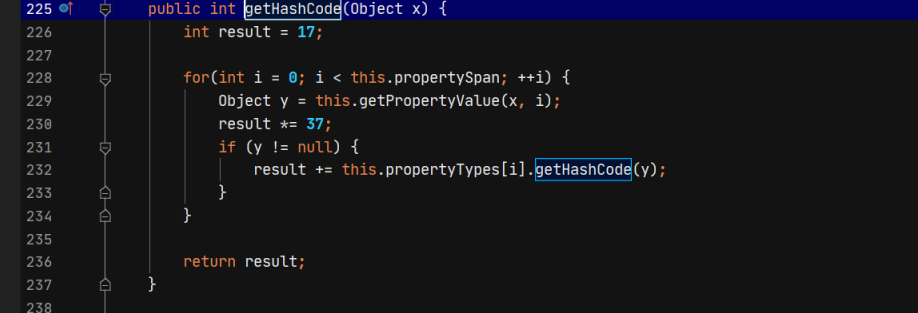 225 public int getHashCode(Object x) {
226 int result = 17;
227
228 for(int i = 0; i < this.propertySpan; ++i) {
229 Object y = this.getPropertyValue(x, i);
230 result *= 37;
231 if (y != null) {
232 result += this.propertyTypes[i].getHashCode(y);
233 }
234 }
235
236 return result;
237 }
238